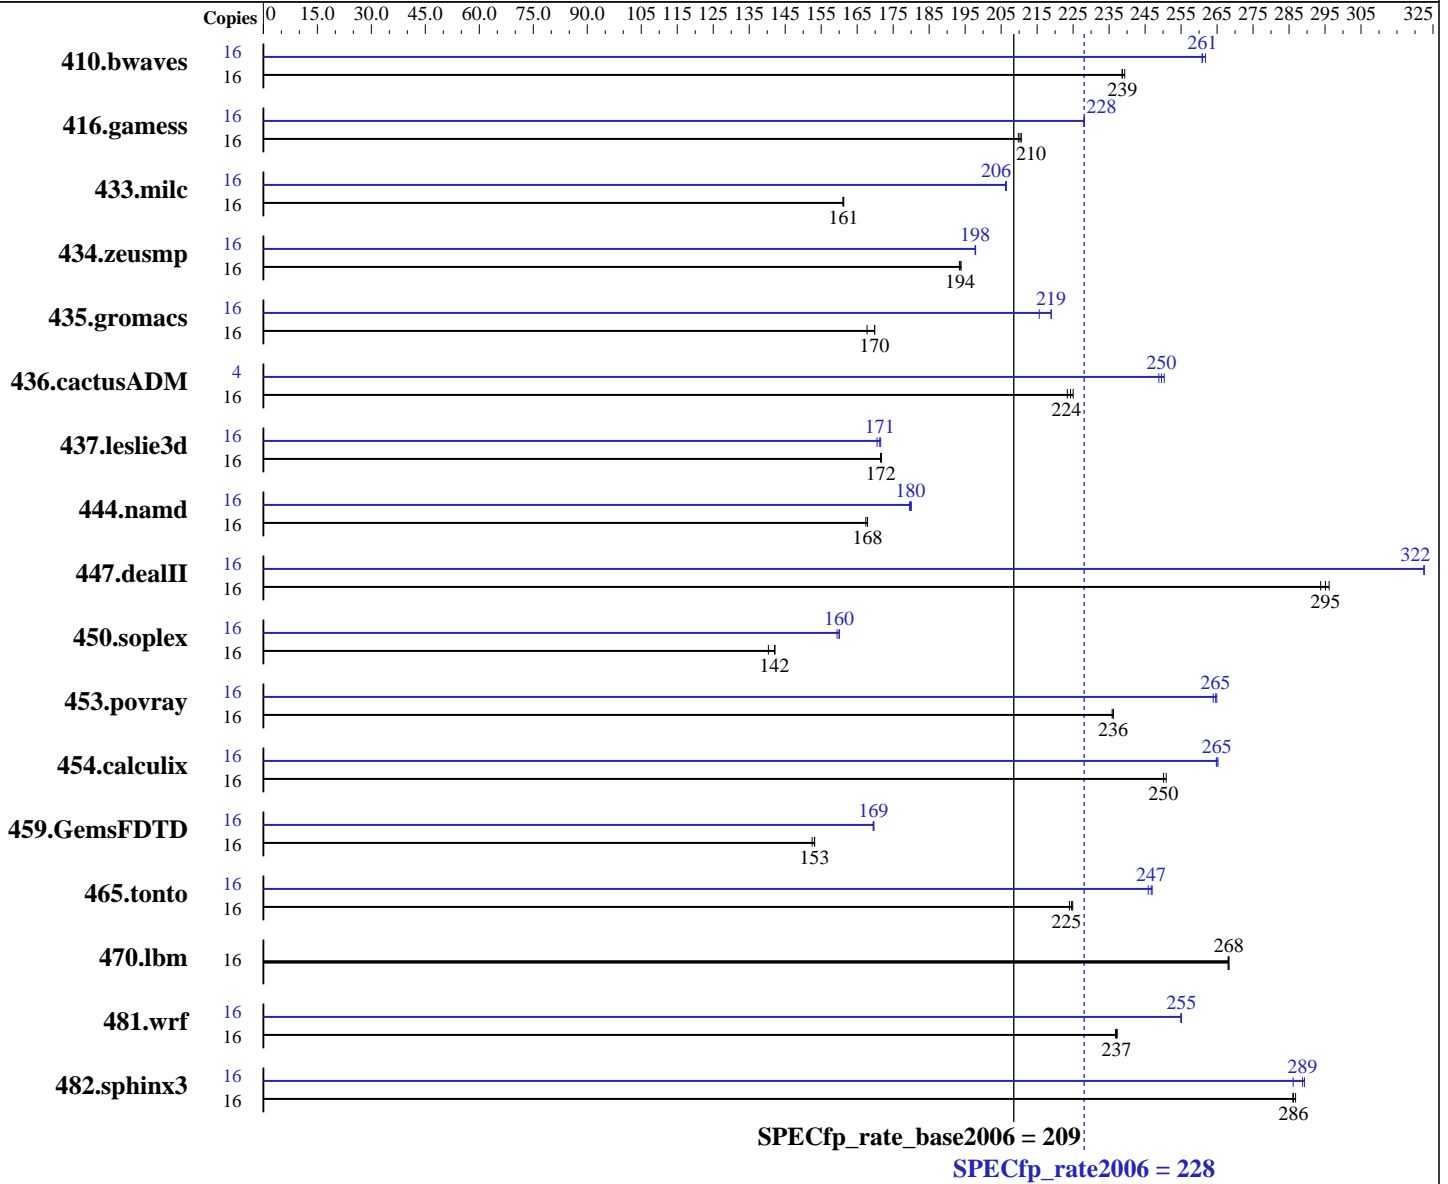 Copies 0 15.0 30.0 45.0 60.0 75.0 90.0 105 115 125 135 145 155 165 175 185 195 205 215 225 235 245 255 265 275 285 295 305 325
410.bwaves 16 261
16 239
416.gamess 16 228
16 210
433.milc 16 206
16 161
434.zeusmp 16 198
16 194
435.gromacs 16 219
16 170
436.cactusADM 4 250
16 224
437.leslie3d 16 171
16 172
444.namd 16 180
16 168
447.dealII 16 322
16 295
450.soplex 16 160
16 142
453.povray 16 265
16 236
454.calculix 16 265
16 250
459.GemsFDTD 16 169
16 153
465.tonto 16 247
16 225
470.lbm 16 268
481.wrf 16 255
16 237
482.sphinx3 16 289
16 286
SPECfp_rate_base2006 = 209
SPECfp_rate2006 = 228